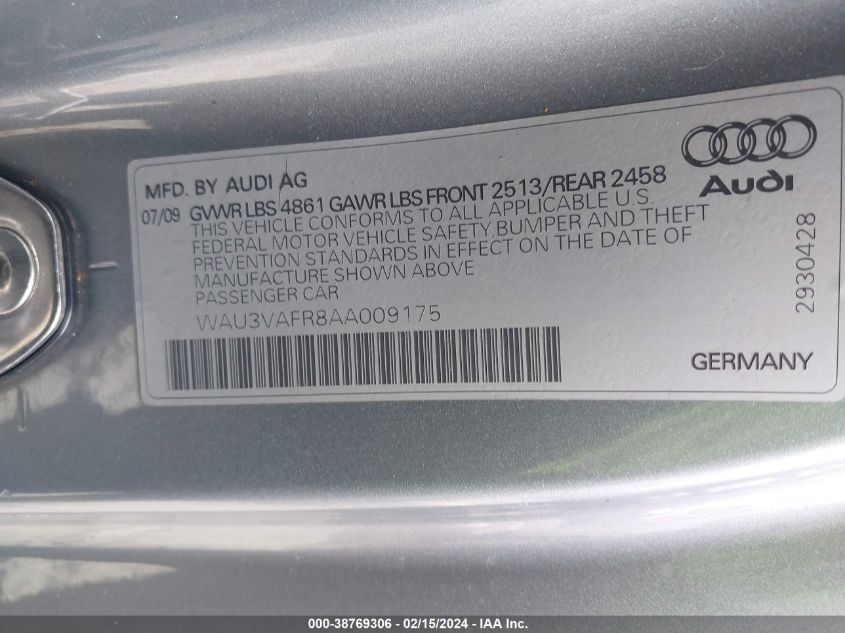 MFD. BY AUDI AG
07/09 GVWR LBS 4861 GAWR LBS FRONT 2513/REAR 2458
THIS VEHICLE CONFORMS TO ALL APPLICABLE U.S.
FEDERAL MOTOR VEHICLE SAFETY,BUMPER AND THEFT
PREVENTION STANDARDS IN EFFECT ON THE DATE OF
MANUFACTURE SHOWN ABOVE
PASSENGER CAR
WAU3VAFR8AA009175
Audi
2930428
GERMANY
000-38769306 - 02/15/2024 - IAA Inc.